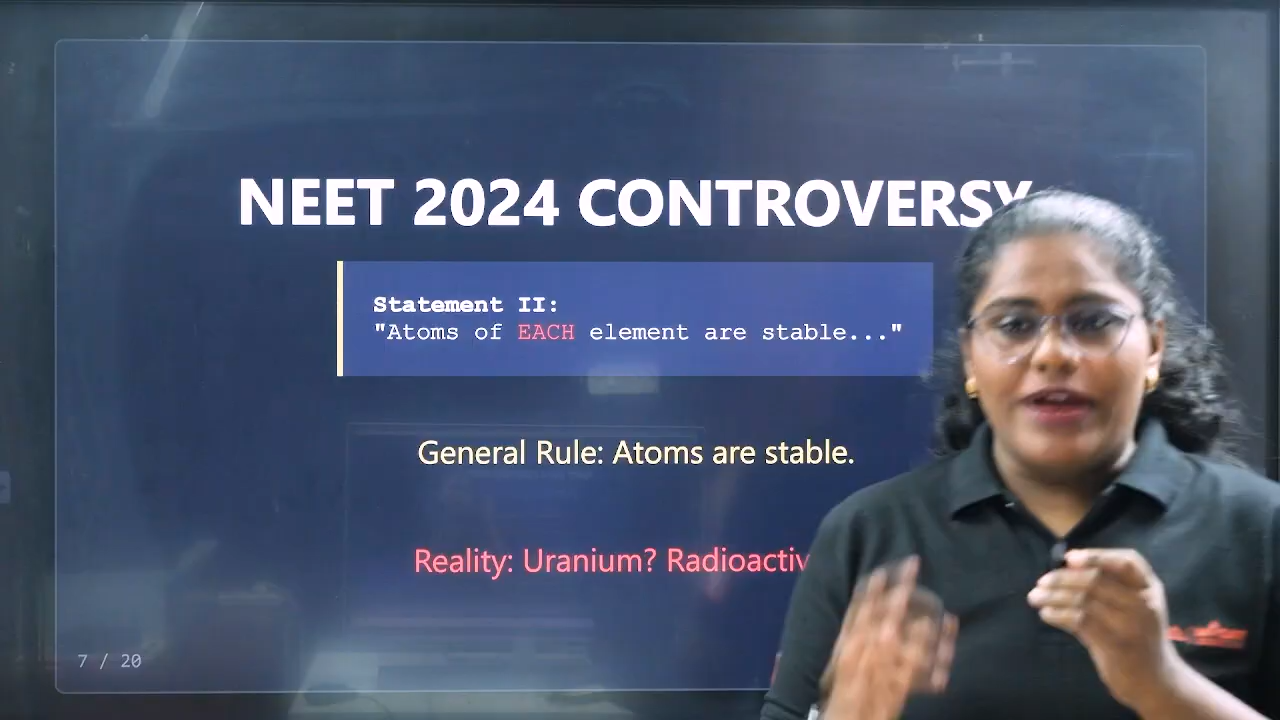 NEET 2024 CONTROVERSY
Statement II:
"Atoms of EACH element are stable..."
General Rule: Atoms are stable.
Reality: Uranium? Radioactiv
7 / 20